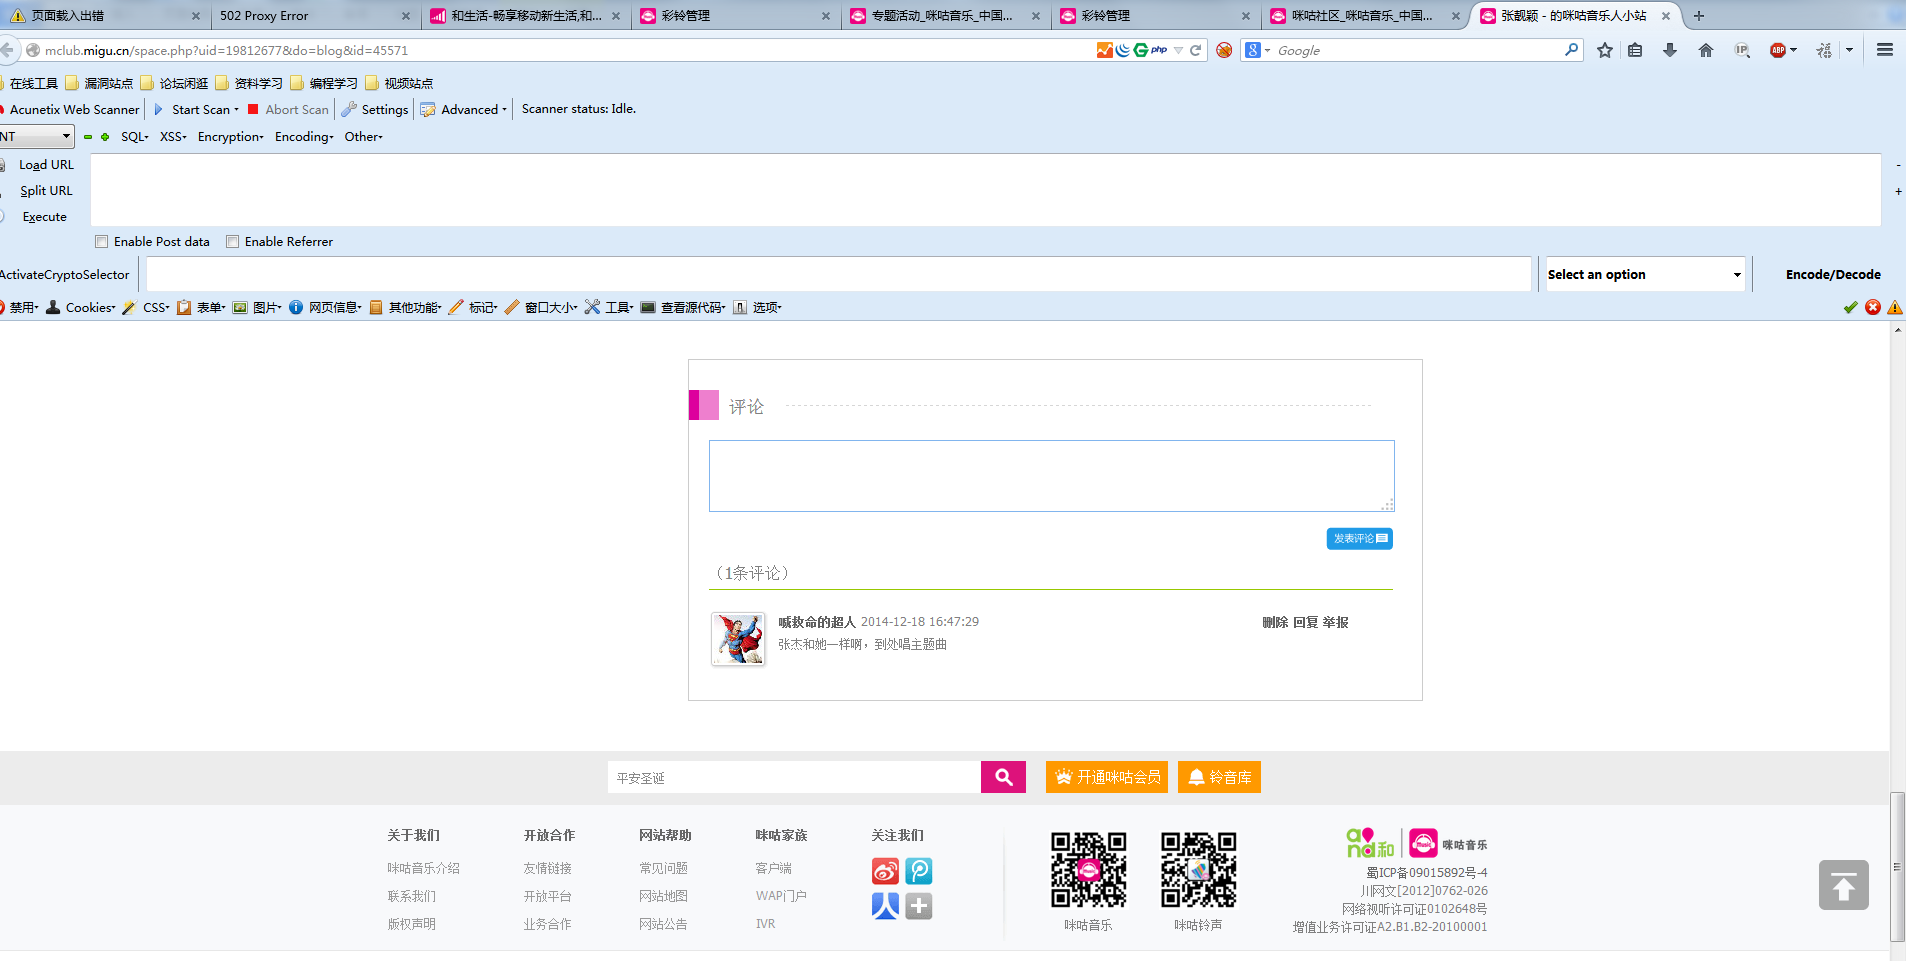 页面载入出错
502 Proxy Error
和生活-畅享移动新生活,和...
彩铃管理
专题活动_咪咕音乐_中国...
彩铃管理
咪咕社区_咪咕音乐_中国...
张靓颖 - 的咪咕音乐人小站
mclub.migu.cn/space.php?uid=19812677&do=blog&id=45571
php
Google
IP
ABP
在线工具 漏洞站点 论坛闲逛 资料学习 编程学习 视频站点
Acunetix Web Scanner Start Scan Abort Scan Settings Advanced Scanner status: Idle.
NT SQL XSS Encryption Encoding Other
Load URL
Split URL
Execute
Enable Post data Enable Referrer
ActivateCryptoSelector Select an option Encode/Decode
禁用 Cookies CSS 表单 图片 网页信息 其他功能 标记 窗口大小 工具 查看源代码 选项
评论
发表评论
（1条评论）
喊救命的超人 2014-12-18 16:47:29 删除 回复 举报
张杰和她一样啊，到处唱主题曲
平安圣诞 开通咪咕会员 铃音库
关于我们
咪咕音乐介绍
联系我们
版权声明
开放合作
友情链接
开放平台
业务合作
网站帮助
常见问题
网站地图
网站公告
咪咕家族
客户端
WAP门户
IVR
关注我们
咪咕音乐
咪咕铃声
and和 Music 咪咕音乐
蜀ICP备09015892号-4
川网文[2012]0762-026
网络视听许可证0102648号
增值业务许可证A2.B1.B2-20100001